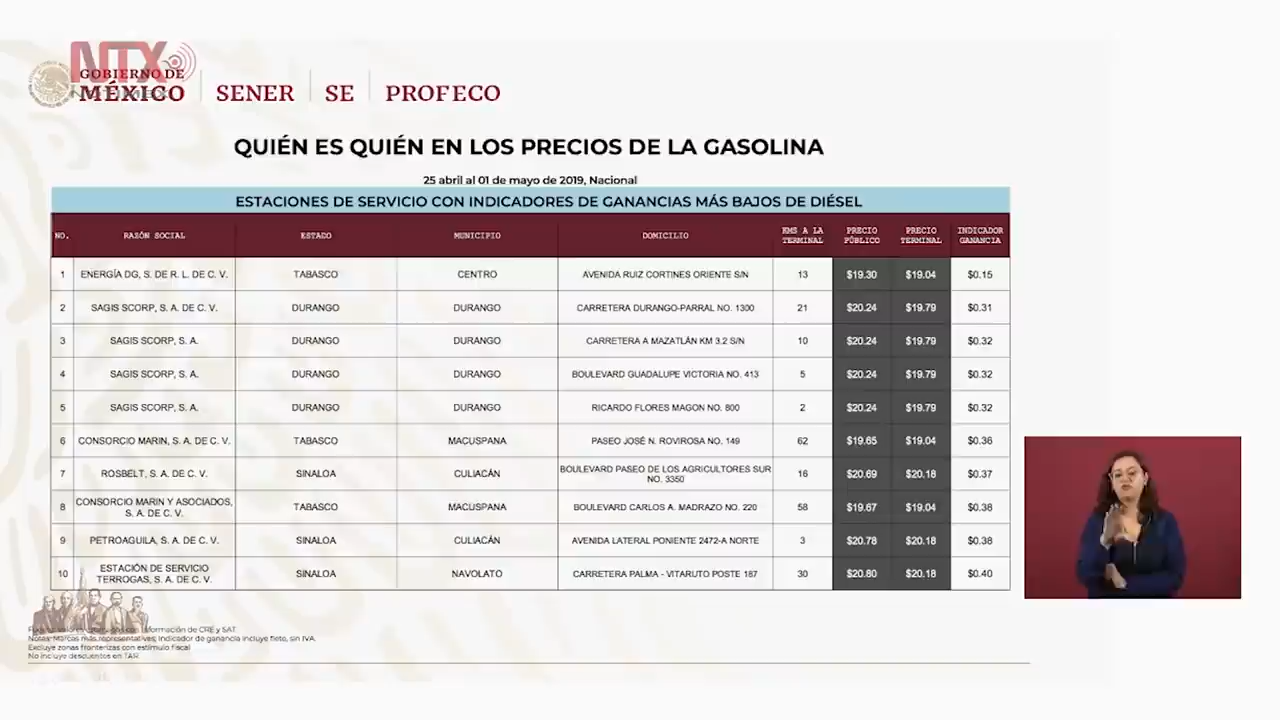 NTX
GOBIERNO DE
MÉXICO
SENER
SE
PROFECO
QUIÉN ES QUIÉN EN LOS PRECIOS DE LA GASOLINA
25 abril al 01 de mayo de 2019, Nacional
ESTACIONES DE SERVICIO CON INDICADORES DE GANANCIAS MÁS BAJOS DE DIÉSEL
NO. RAZÓN SOCIAL ESTADO MUNICIPIO DOMICILIO KMS A LA TERMINAL PRECIO PÚBLICO PRECIO TERMINAL INDICADOR GANANCIA
1 ENERGÍA DG, S. DE R. L. DE C. V. TABASCO CENTRO AVENIDA RUIZ CORTINES ORIENTE S/N 13 $19.30 $19.04 $0.15
2 SAGIS SCORP, S. A. DE C. V. DURANGO DURANGO CARRETERA DURANGO-PARRAL NO. 1300 21 $20.24 $19.79 $0.31
3 SAGIS SCORP, S. A. DURANGO DURANGO CARRETERA A MAZATLÁN KM 3.2 S/N 10 $20.24 $19.79 $0.32
4 SAGIS SCORP, S. A. DURANGO DURANGO BOULEVARD GUADALUPE VICTORIA NO. 413 5 $20.24 $19.79 $0.32
5 SAGIS SCORP, S. A. DURANGO DURANGO RICARDO FLORES MAGON NO. 800 2 $20.24 $19.79 $0.32
6 CONSORCIO MARIN, S. A. DE C. V. TABASCO MACUSPANA PASEO JOSÉ N. ROVIROSA NO. 149 62 $19.65 $19.04 $0.36
7 ROSBELT, S. A. DE C. V. SINALOA CULIACÁN BOULEVARD PASEO DE LOS AGRICULTORES SUR NO. 3350 16 $20.69 $20.18 $0.37
8 CONSORCIO MARIN Y ASOCIADOS, S. A. DE C. V. TABASCO MACUSPANA BOULEVARD CARLOS A. MADRAZO NO. 220 58 $19.67 $19.04 $0.38
9 PETROAGUILA, S. A. DE C. V. SINALOA CULIACÁN AVENIDA LATERAL PONIENTE 2472-A NORTE 3 $20.78 $20.18 $0.38
10 ESTACIÓN DE SERVICIO TERROGAS, S. A. DE C. V. SINALOA NAVOLATO CARRETERA PALMA - VITARUTO POSTE 187 30 $20.80 $20.18 $0.40
información de CRE y SAT
Notas: Marcas más representativas; Indicador de ganancia incluye flete, sin IVA.
Excluye zonas fronterizas con estímulo fiscal
No incluye descuentos en TAR